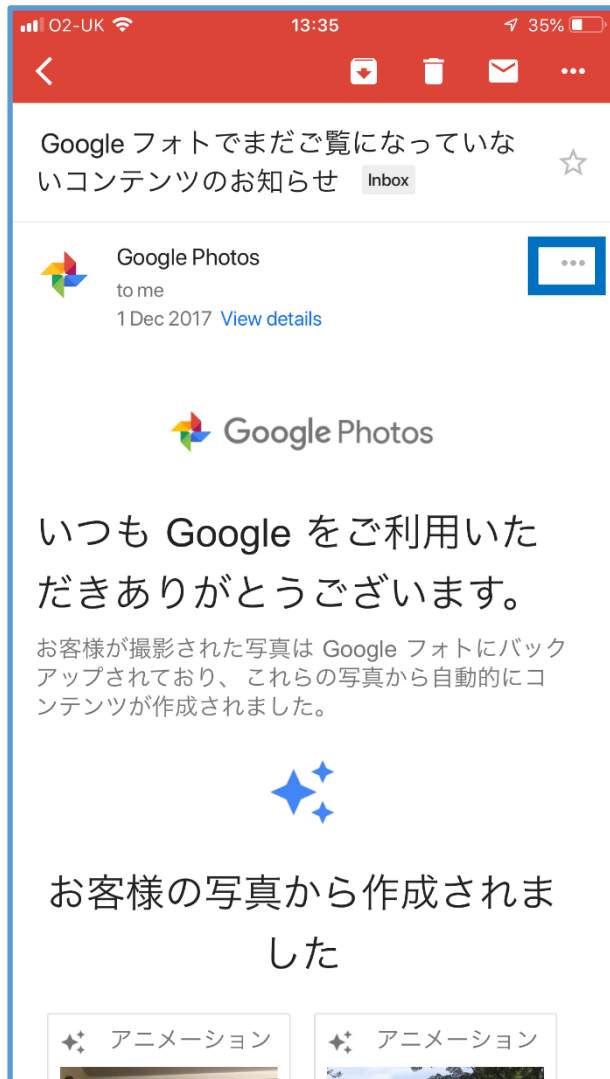 O2-UK 13:35 35%
Google フォトでまだご覧になっていな
いコンテンツのお知らせ Inbox
Google Photos
to me
1 Dec 2017 View details
Google Photos
いつも Google をご利用いた
だきありがとうございます。
お客様が撮影された写真は Google フォトにバック
アップされており、これらの写真から自動的にコ
ンテンツが作成されました。
お客様の写真から作成されま
した
アニメーション アニメーション